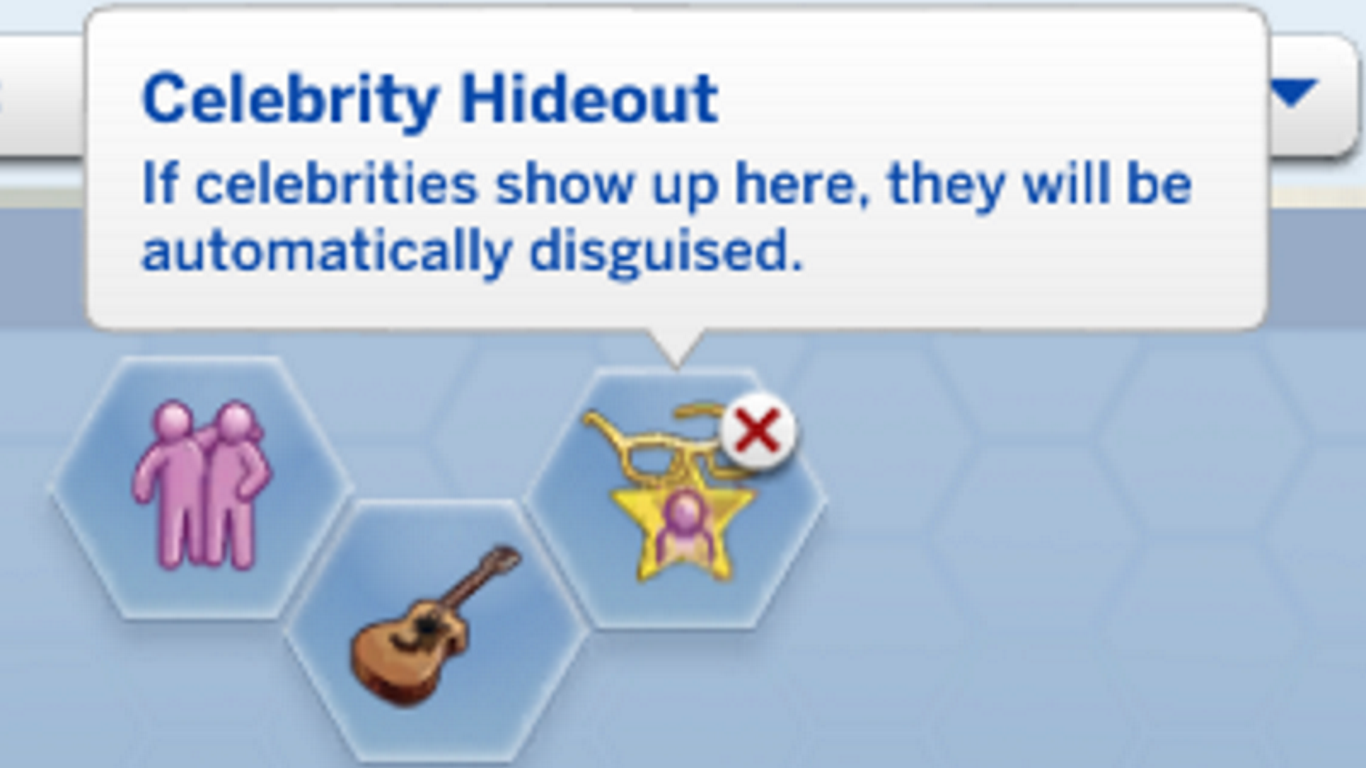 Celebrity Hideout
If celebrities show up here, they will be
automatically disguised.